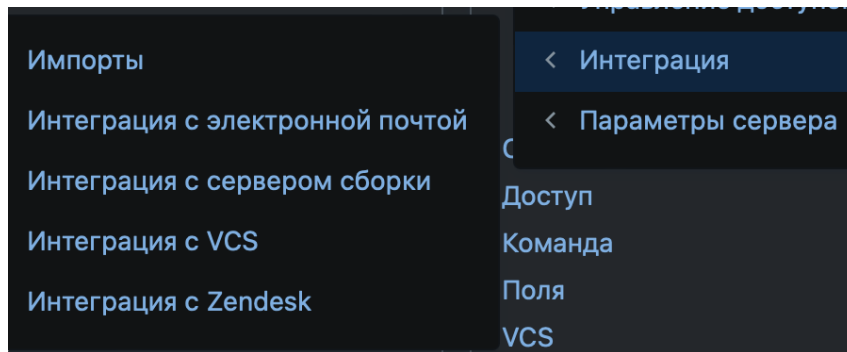 Импорты
Интеграция с электронной почтой
Интеграция с сервером сборки
Интеграция с VCS
Интеграция с Zendesk
Интеграция
Параметры сервера
Доступ
Команда
Поля
VCS